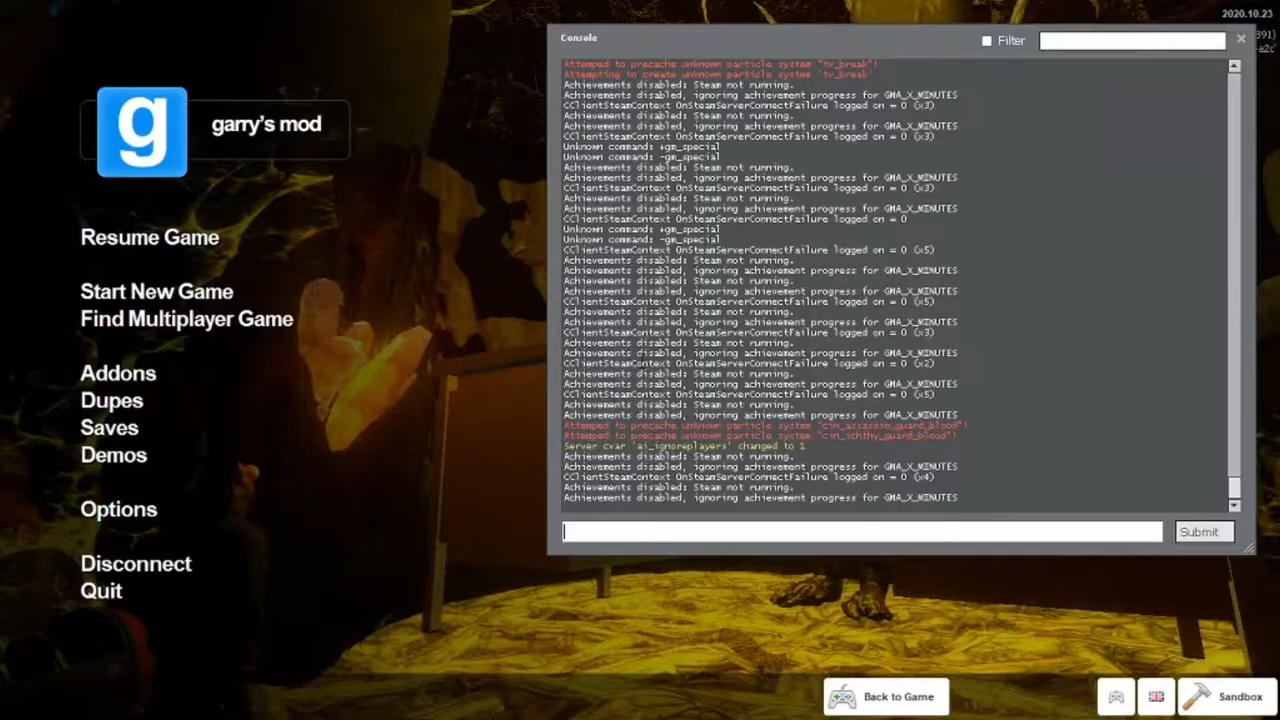 2020.10.23
391)
-a2c'
g
garry's mod
Resume Game
Start New Game
Find Multiplayer Game
Addons
Dupes
Saves
Demos
Options
Disconnect
Quit
Console
Filter
Attemped to precache unknown particle system "tv_break"!
Attempting to create unknown particle system 'tv_break'
Achievements disabled: Steam not running.
Achievements disabled, ignoring achievement progress for GMA_X_MINUTES
CClientSteamContext OnSteamServerConnectFailure logged on = 0 (x3)
Achievements disabled: Steam not running.
Achievements disabled, ignoring achievement progress for GMA_X_MINUTES
CClientSteamContext OnSteamServerConnectFailure logged on = 0 (x3)
Unknown command: +gm_special
Unknown command: -gm_special
Achievements disabled: Steam not running.
Achievements disabled, ignoring achievement progress for GMA_X_MINUTES
CClientSteamContext OnSteamServerConnectFailure logged on = 0 (x3)
Achievements disabled: Steam not running.
Achievements disabled, ignoring achievement progress for GMA_X_MINUTES
CClientSteamContext OnSteamServerConnectFailure logged on = 0
Unknown command: +gm_special
Unknown command: -gm_special
CClientSteamContext OnSteamServerConnectFailure logged on = 0 (x5)
Achievements disabled: Steam not running.
Achievements disabled, ignoring achievement progress for GMA_X_MINUTES
Achievements disabled: Steam not running.
Achievements disabled, ignoring achievement progress for GMA_X_MINUTES
CClientSteamContext OnSteamServerConnectFailure logged on = 0 (x5)
Achievements disabled: Steam not running.
Achievements disabled, ignoring achievement progress for GMA_X_MINUTES
CClientSteamContext OnSteamServerConnectFailure logged on = 0 (x3)
Achievements disabled: Steam not running.
Achievements disabled, ignoring achievement progress for GMA_X_MINUTES
CClientSteamContext OnSteamServerConnectFailure logged on = 0 (x2)
Achievements disabled: Steam not running.
Achievements disabled, ignoring achievement progress for GMA_X_MINUTES
CClientSteamContext OnSteamServerConnectFailure logged on = 0 (x5)
Achievements disabled: Steam not running.
Achievements disabled, ignoring achievement progress for GMA_X_MINUTES
Attemped to precache unknown particle system "cin_assassin_guard_blood"!
Attemped to precache unknown particle system "cin_ichthy_guard_blood"!
Server cvar 'ai_ignoreplayers' changed to 1
Achievements disabled: Steam not running.
Achievements disabled, ignoring achievement progress for GMA_X_MINUTES
CClientSteamContext OnSteamServerConnectFailure logged on = 0 (x4)
Achievements disabled: Steam not running.
Achievements disabled, ignoring achievement progress for GMA_X_MINUTES
Submit
Back to Game
Sandbox